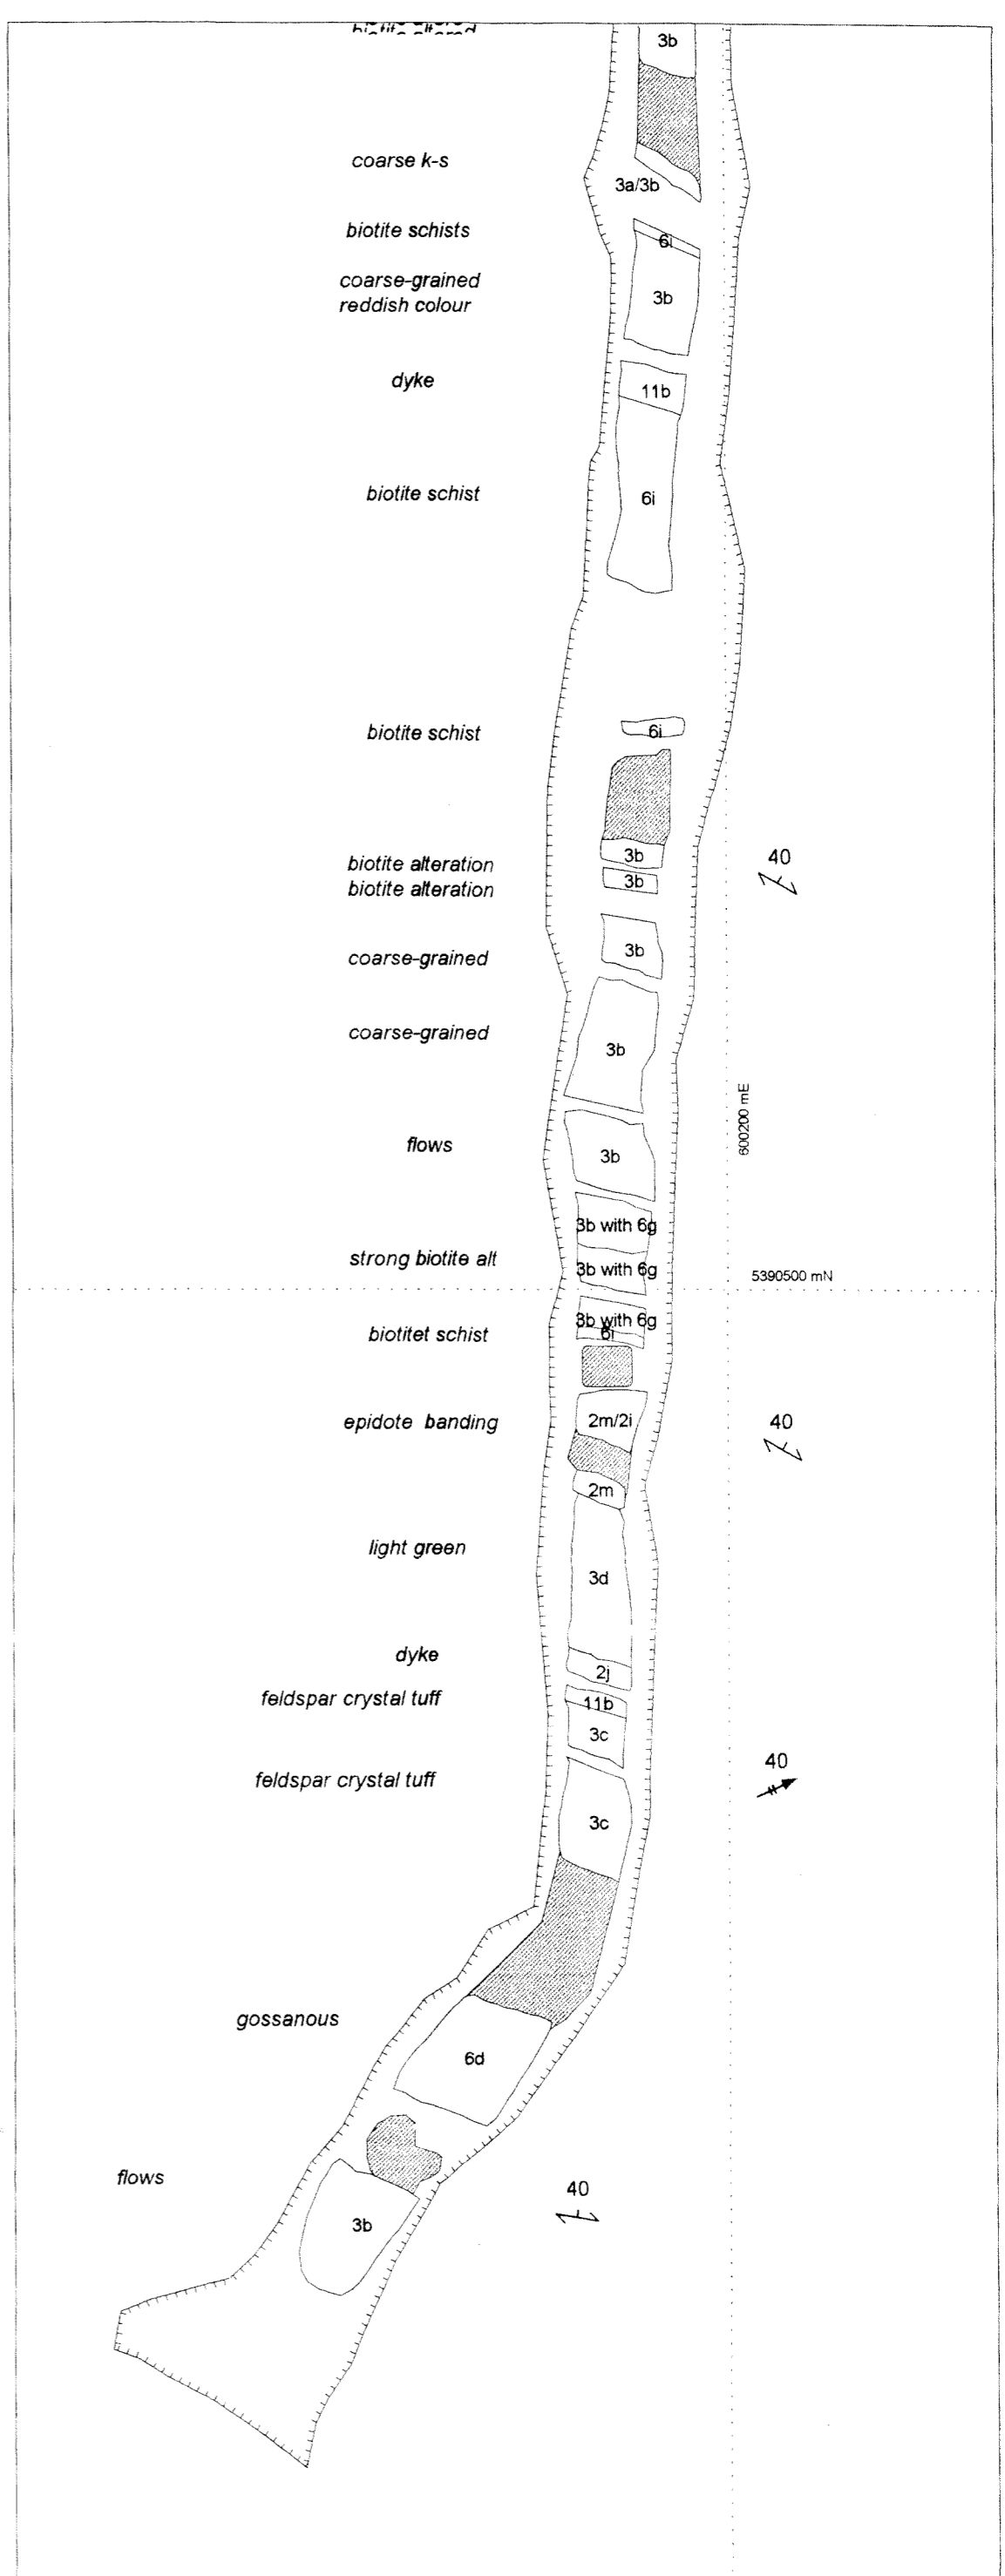 3b
coarse k-s
3a/3b
biotite schists
6i
coarse-grained
reddish colour
3b
dyke
11b
biotite schist
6i
biotite schist
6i
biotite alteration
3b
40
biotite alteration
3b
coarse-grained
3b
coarse-grained
3b
600200 mE
flows
3b
3b with 6g
strong biotite alt
3b with 6g
5390500 mN
3b with 6g
biotitet schist
6i
epidote banding
2m/2i
40
2m
light green
3d
dyke
2j
feldspar crystal tuff
11b
3c
40
feldspar crystal tuff
3c
gossanous
6d
flows
40
3b